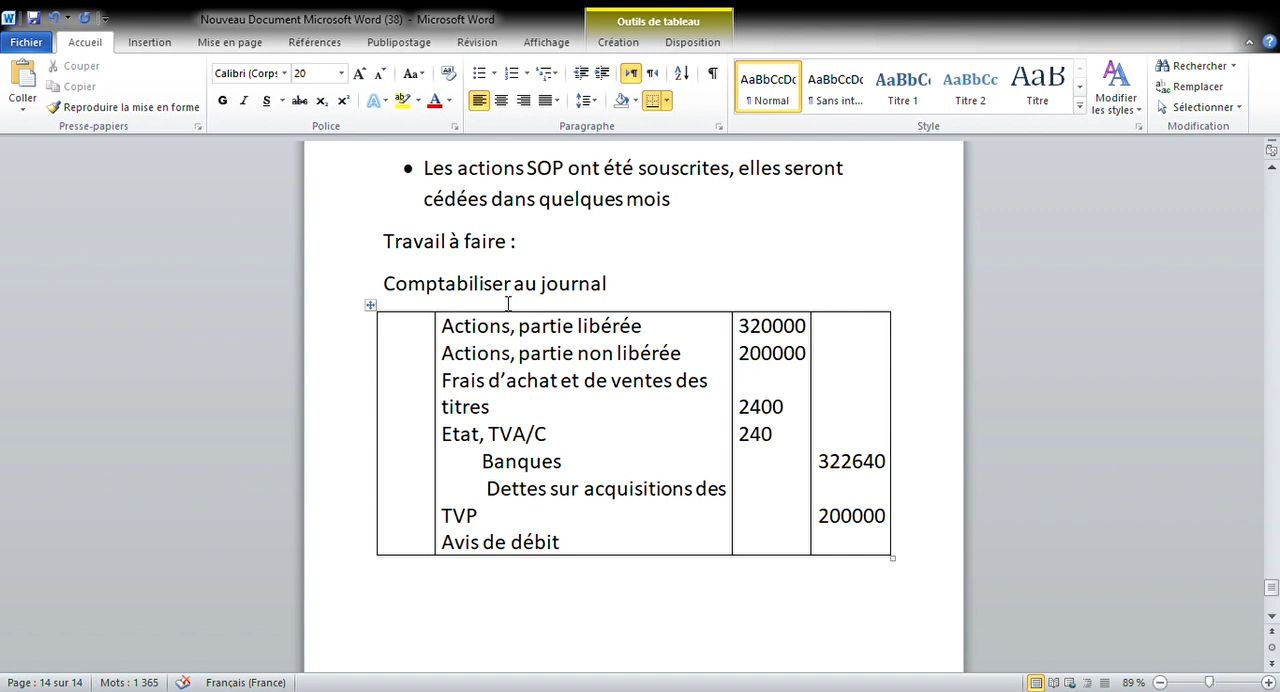 Nouveau Document Microsoft Word (38) - Microsoft Word
Outils de tableau
Fichier Accueil Insertion Mise en page Références Publipostage Révision Affichage Création Disposition
Coller
Couper
Copier
Reproduire la mise en forme
Presse-papiers
Calibri (Corps 20
G I S abc x₂ x²
Police
Paragraphe
AaBbCcDc AaBbCcDc AaBbC AaBbCc AaB
¶ Normal ¶ Sans int... Titre 1 Titre 2 Titre
Modifier
les styles
Style
Rechercher
Remplacer
Sélectionner
Modification
• Les actions SOP ont été souscrites, elles seront
cédées dans quelques mois
Travail à faire :
Comptabiliser au journal
Actions, partie libérée 320000
Actions, partie non libérée 200000
Frais d’achat et de ventes des
titres 2400
Etat, TVA/C 240
Banques 322640
Dettes sur acquisitions des
TVP 200000
Avis de débit
Page : 14 sur 14 Mots : 1 365 Français (France) 89 %